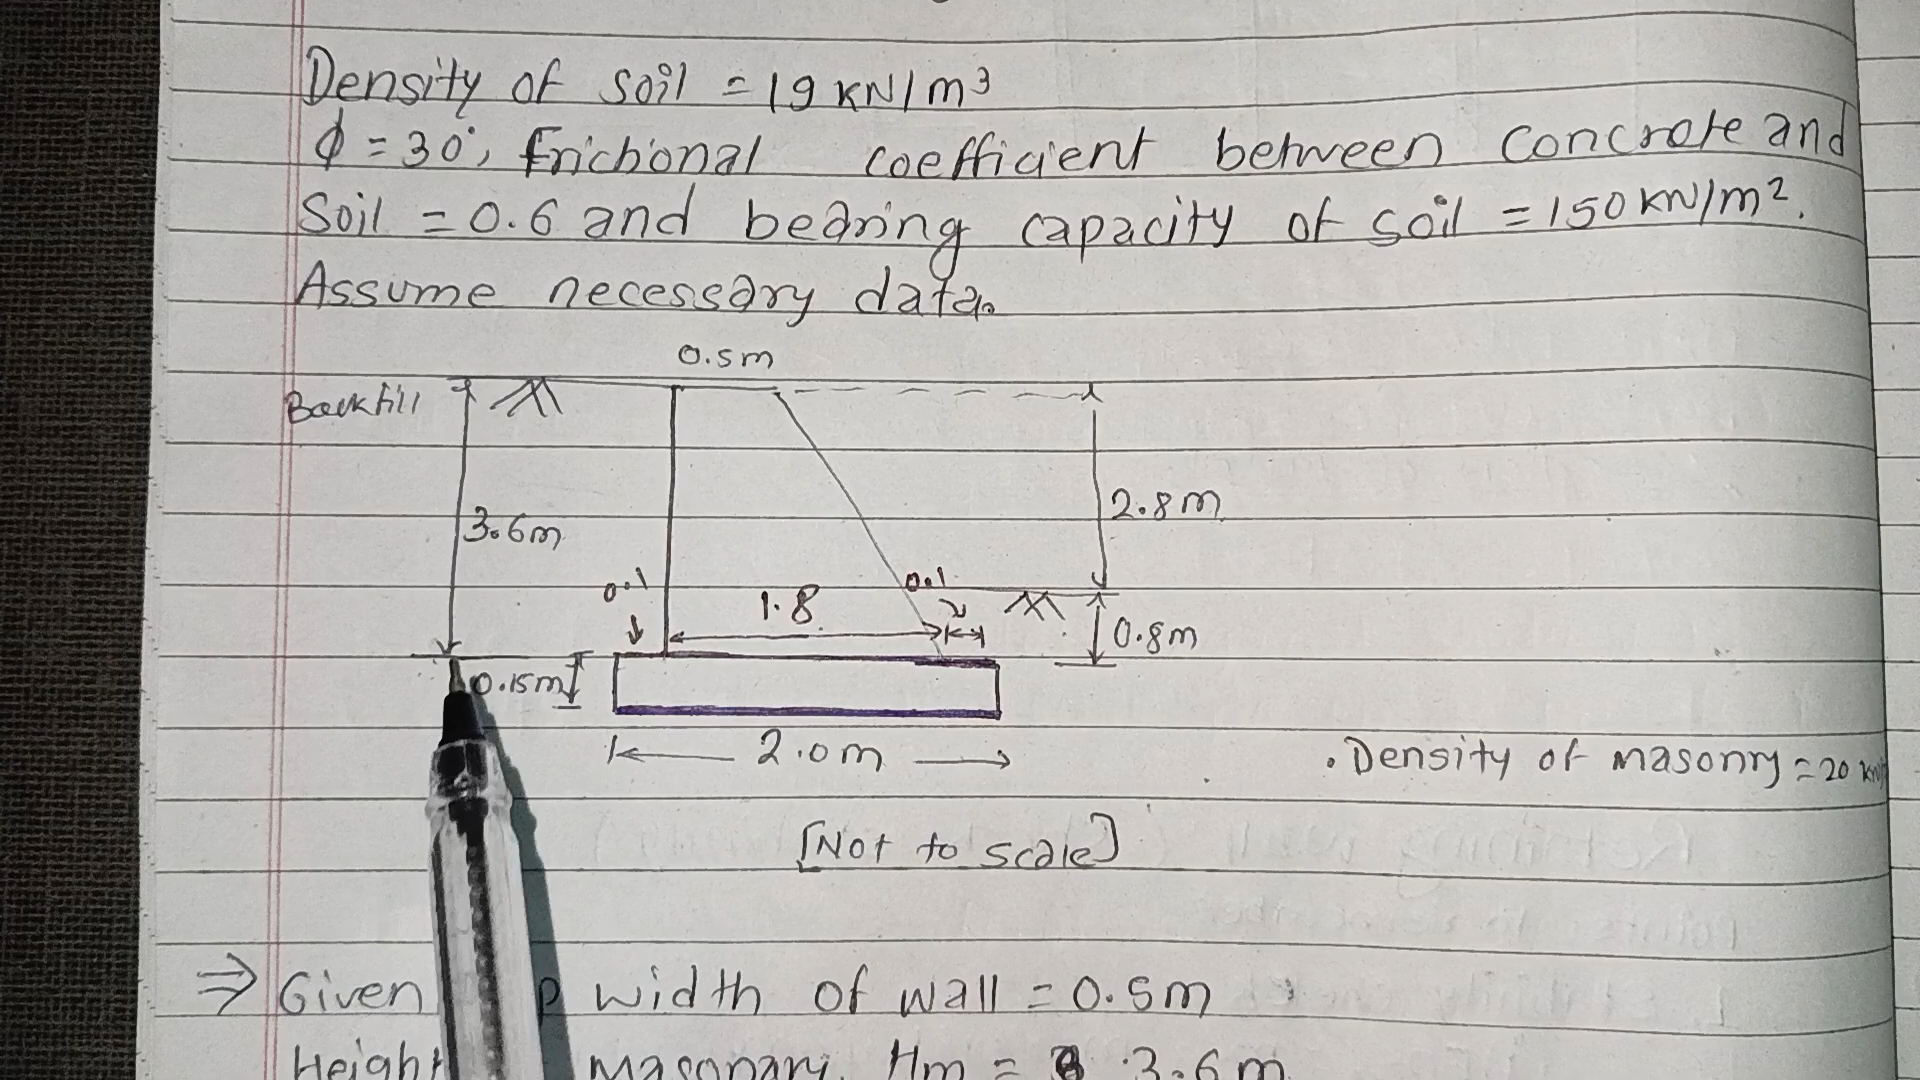 Density of soil = 19 KN/m3
ϕ = 30°, frictional coefficient between concrete and
Soil = 0.6 and bearing capacity of soil = 150 KN/m2.
Assume necessary data.
0.5m
Backfill
3.6m
2.8m
0.1
1.8
0.1
0.8m
0.15m
2.0m
. Density of masonry = 20
[Not to scale]
⇒ Given width of wall = 0.5m
masonary, Hm = 3.6m